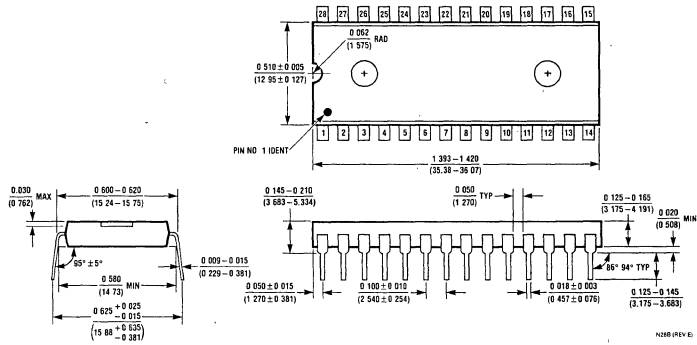 28 27 26 25 24 23 22 21 20 19 18 17 16 15
0 062
(1 575)
RAD
0 510 ± 0 005
(12 95 ± 0 127)
PIN NO 1 IDENT
1 2 3 4 5 6 7 8 9 10 11 12 13 14
1 393 – 1 420
(35.38 – 36 07)
0.030
(0 762)
MAX
0 600 – 0 620
(15 24 – 15 75)
95° ± 5°
0 580
(14 73)
MIN
0 009 – 0 015
(0 229 – 0 381)
0 625 + 0 025
– 0 015
(15 88 + 0 635
– 0 381)
0 145 – 0 210
(3 683 – 5.334)
0 050
(1 270)
TYP
0 125 – 0 165
(3 175 – 4 191)
0 020
(0 508)
MIN
0 050 ± 0 015
(1 270 ± 0 381)
0 100 ± 0 010
(2 540 ± 0 254)
0 018 ± 0 003
(0 457 ± 0 076)
86° 94° TYP
0 125 – 0 145
(3.175 – 3.683)
N28B (REV E)